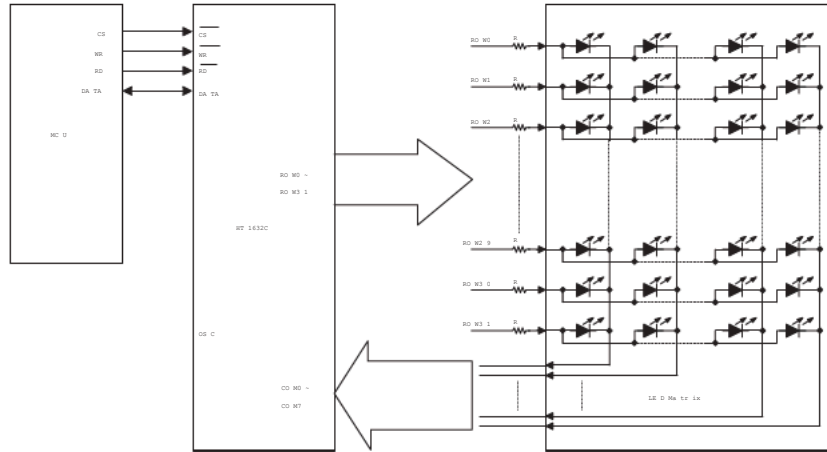 CS
WR
RD
DA TA
MC U
CS
WR
RD
DA TA
RO W0 -
RO W3 1
HT 1632C
OS C
CO M0 -
CO M7
RO W0 R
RO W1 R
RO W2 R
RO W2 9 R
RO W3 0 R
RO W3 1 R
LE D Ma tr ix